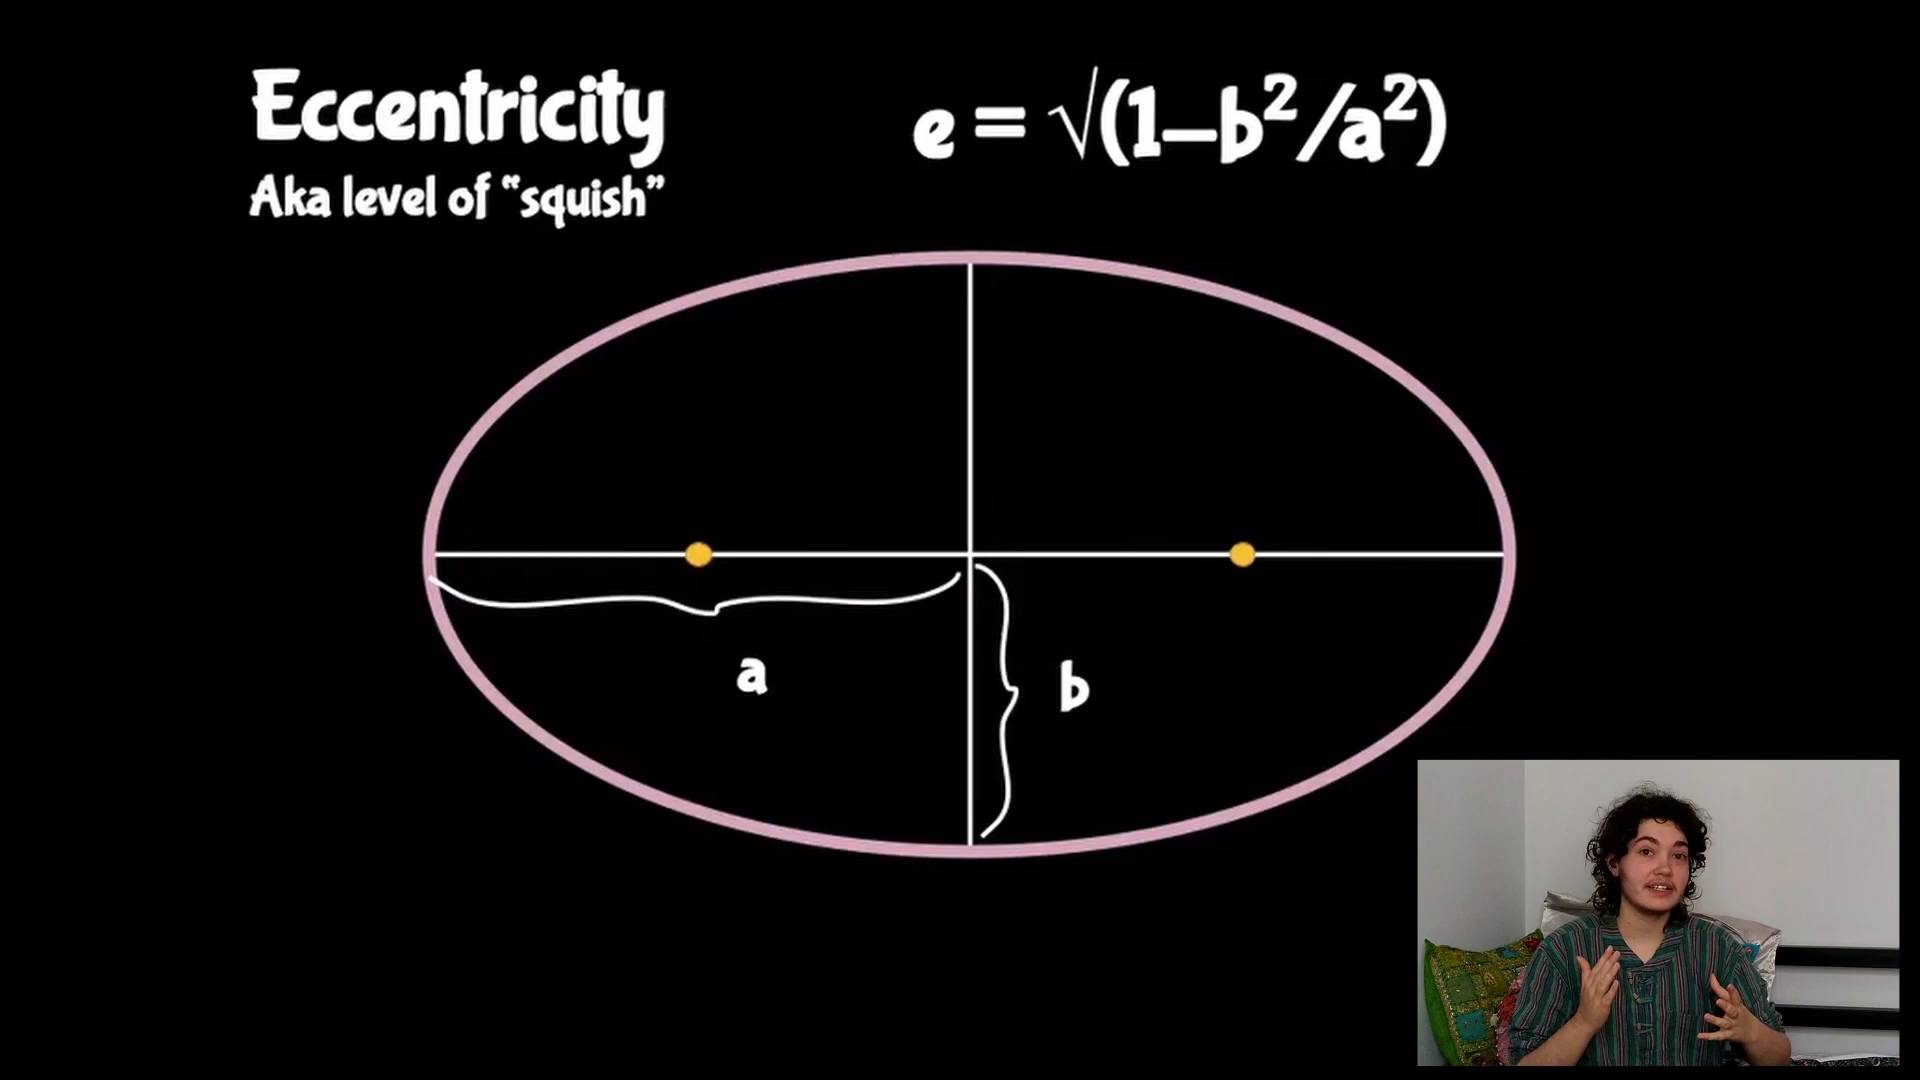 Eccentricity
Aka level of “squish”
e = √(1–b²/a²)
a
b